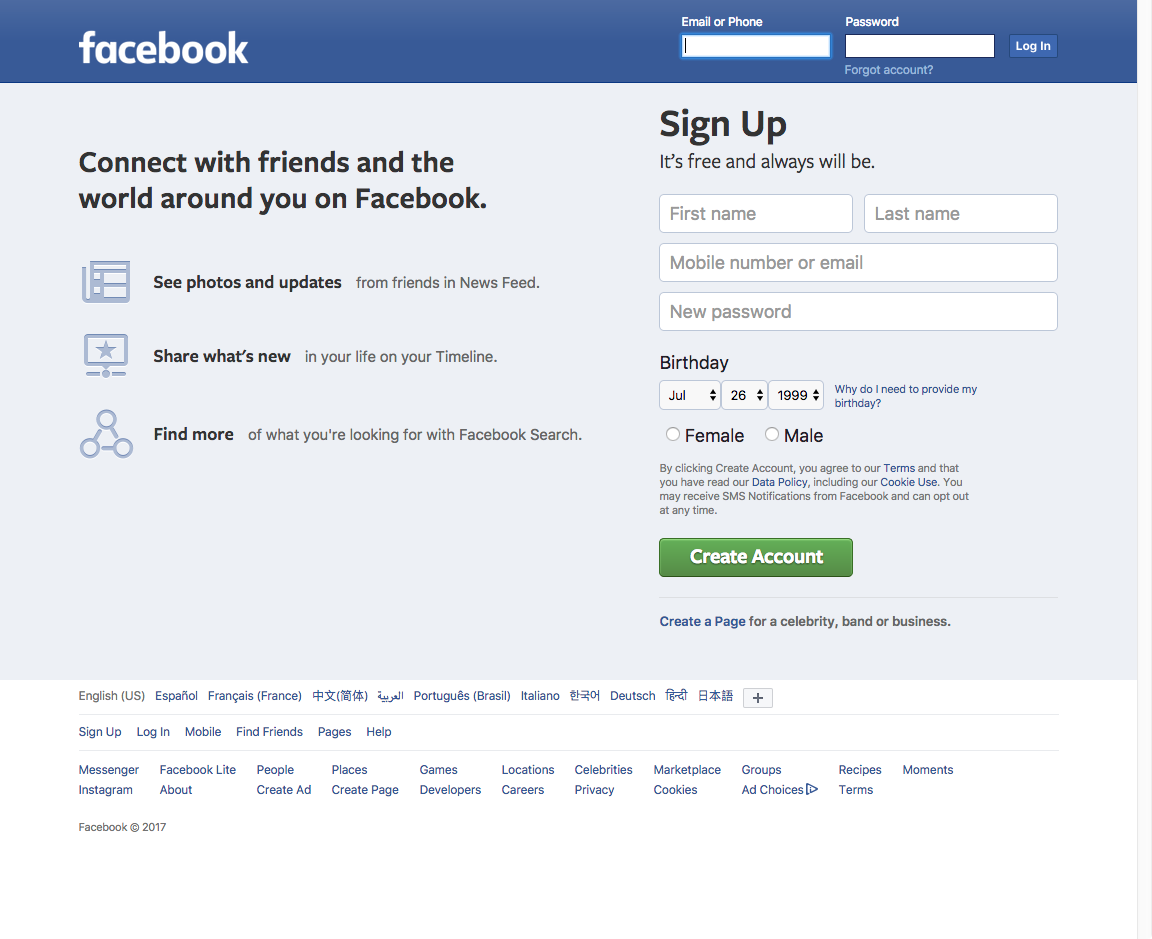 facebook
Email or Phone
Password
Log In
Forgot account?
Connect with friends and the
world around you on Facebook.
See photos and updates from friends in News Feed.
Share what's new in your life on your Timeline.
Find more of what you're looking for with Facebook Search.
Sign Up
It's free and always will be.
First name Last name
Mobile number or email
New password
Birthday
Jul 26 1999
Why do I need to provide my
birthday?
Female Male
By clicking Create Account, you agree to our Terms and that
you have read our Data Policy, including our Cookie Use. You
may receive SMS Notifications from Facebook and can opt out
at any time.
Create Account
Create a Page for a celebrity, band or business.
English (US) Español Français (France) 中文(简体) العربية Português (Brasil) Italiano 한국어 Deutsch हिन्दी 日本語 +
Sign Up Log In Mobile Find Friends Pages Help
Messenger Facebook Lite People Places Games Locations Celebrities Marketplace Groups Recipes Moments
Instagram About Create Ad Create Page Developers Careers Privacy Cookies Ad Choices Terms
Facebook © 2017